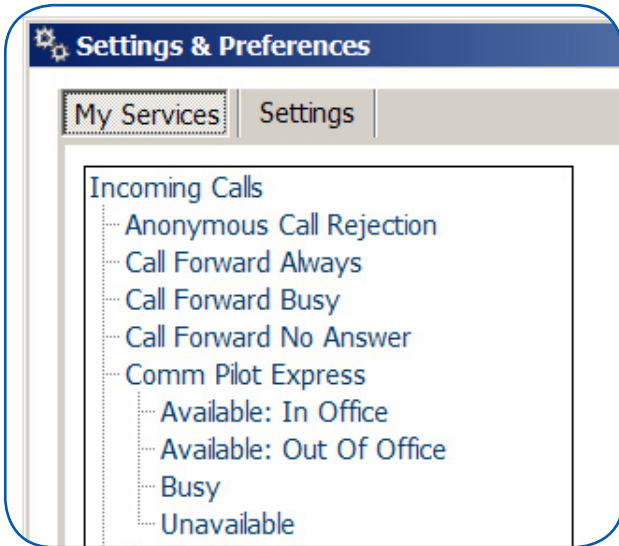 Settings & Preferences
My Services Settings
Incoming Calls
Anonymous Call Rejection
Call Forward Always
Call Forward Busy
Call Forward No Answer
Comm Pilot Express
Available: In Office
Available: Out Of Office
Busy
Unavailable